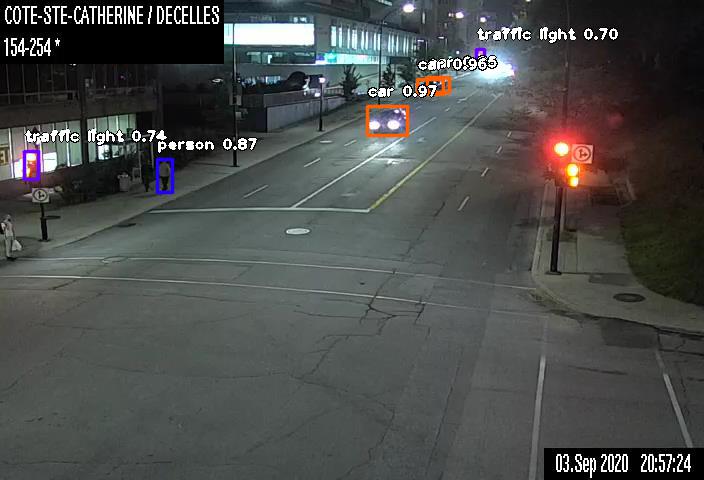 COTE-STE-CATHERINE / DECELLES
154-254 *
traffic light 0.70
car 0.97
traffic light 0.74
person 0.87
03.Sep 2020 20:57:24